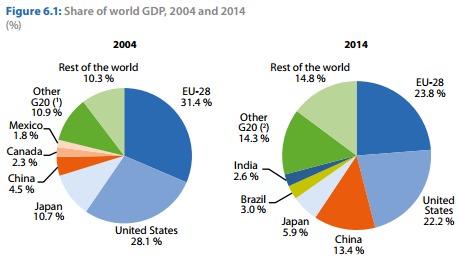 Figure 6.1: Share of world GDP, 2004 and 2014
(%)
2004
Rest of the world
10.3 %
EU-28
31.4 %
Other
G20 (¹)
10.9 %
Mexico
1.8 %
Canada
2.3 %
China
4.5 %
Japan
10.7 %
United States
28.1 %
2014
Rest of the world
14.8 %
EU-28
23.8 %
Other
G20 (²)
14.3 %
India
2.6 %
Brazil
3.0 %
Japan
5.9 %
China
13.4 %
United
States
22.2 %